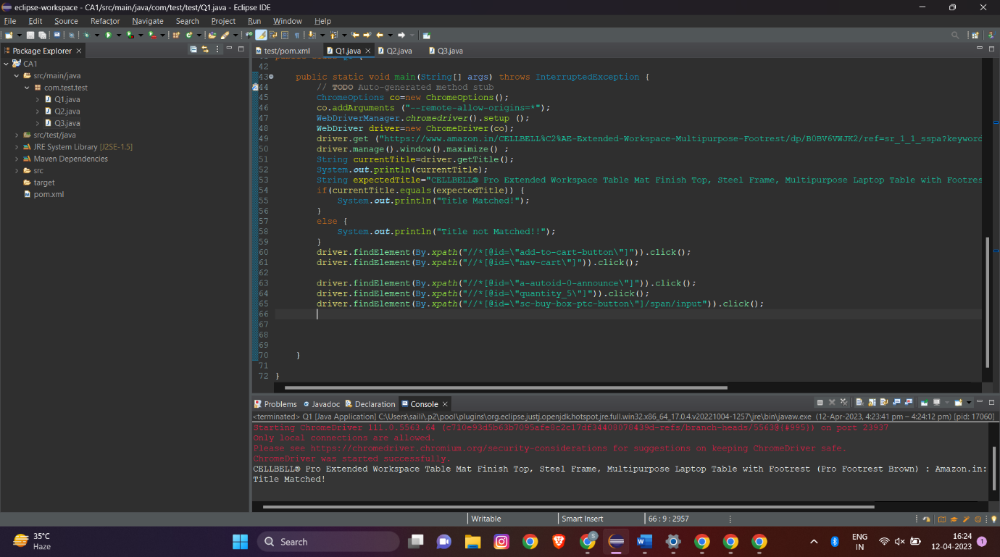 eclipse-workspace - CA1/src/main/java/com/test/test/Q1.java - Eclipse IDE
File Edit Source Refactor Navigate Search Project Run Window Help
Package Explorer
CA1
src/main/java
com.test.test
Q1.java
Q2.java
Q3.java
src/test/java
JRE System Library [J2SE-1.5]
Maven Dependencies
src
target
pom.xml
test/pom.xml Q1.java Q2.java Q3.java
42
43 public static void main(String[] args) throws InterruptedException {
44 // TODO Auto-generated method stub
45 ChromeOptions co=new ChromeOptions();
46 co.addArguments ("--remote-allow-origins=*");
47 WebDriverManager.chromedriver().setup ();
48 WebDriver driver=new ChromeDriver(co);
49 driver.get ("https://www.amazon.in/CELLBELL%C2%AE-Extended-Workspace-Multipurpose-Footrest/dp/B0BV6VWJK2/ref=sr_1_1_sspa?keyword
50 driver.manage().window().maximize() ;
51 String currentTitle=driver.getTitle();
52 System.out.println(currentTitle);
53 String expectedTitle="CELLBELL® Pro Extended Workspace Table Mat Finish Top, Steel Frame, Multipurpose Laptop Table with Footres
54 if(currentTitle.equals(expectedTitle)) {
55 System.out.println("Title Matched!");
56 }
57 else {
58 System.out.println("Title not Matched!!");
59 }
60 driver.findElement(By.xpath("//*[@id=\"add-to-cart-button\"]")).click();
61 driver.findElement(By.xpath("//*[@id=\"nav-cart\"]")).click();
62
63 driver.findElement(By.xpath("//*[@id=\"a-autoid-0-announce\"]")).click();
64 driver.findElement(By.xpath("//*[@id=\"quantity_5\"]")).click();
65 driver.findElement(By.xpath("//*[@id=\"sc-buy-box-ptc-button\"]/span/input")).click();
66
67
68
69
70 }
71
72 }
Problems Javadoc Declaration Console
<terminated> Q1 [Java Application] C:\Users\saili\.p2\pool\plugins\org.eclipse.justj.openjdk.hotspot.jre.full.win32.x86_64_17.0.4.v20221004-1257\jre\bin\javaw.exe (12-Apr-2023, 4:23:41 pm – 4:24:12 pm) [pid: 17060]
Starting ChromeDriver 111.0.5563.64 on port 23937
Only local connections are allowed.
Please see https://chromedriver.chromium.org/security-considerations for suggestions on keeping ChromeDriver safe.
ChromeDriver was started successfully.
CELLBELL® Pro Extended Workspace Table Mat Finish Top, Steel Frame, Multipurpose Laptop Table with Footrest (Pro Footrest Brown) : Amazon.in:
Title Matched!
Writable Smart Insert 66 : 9 : 2957
35°C
Haze
Search
ENG
IN
16:24
12-04-2023
1